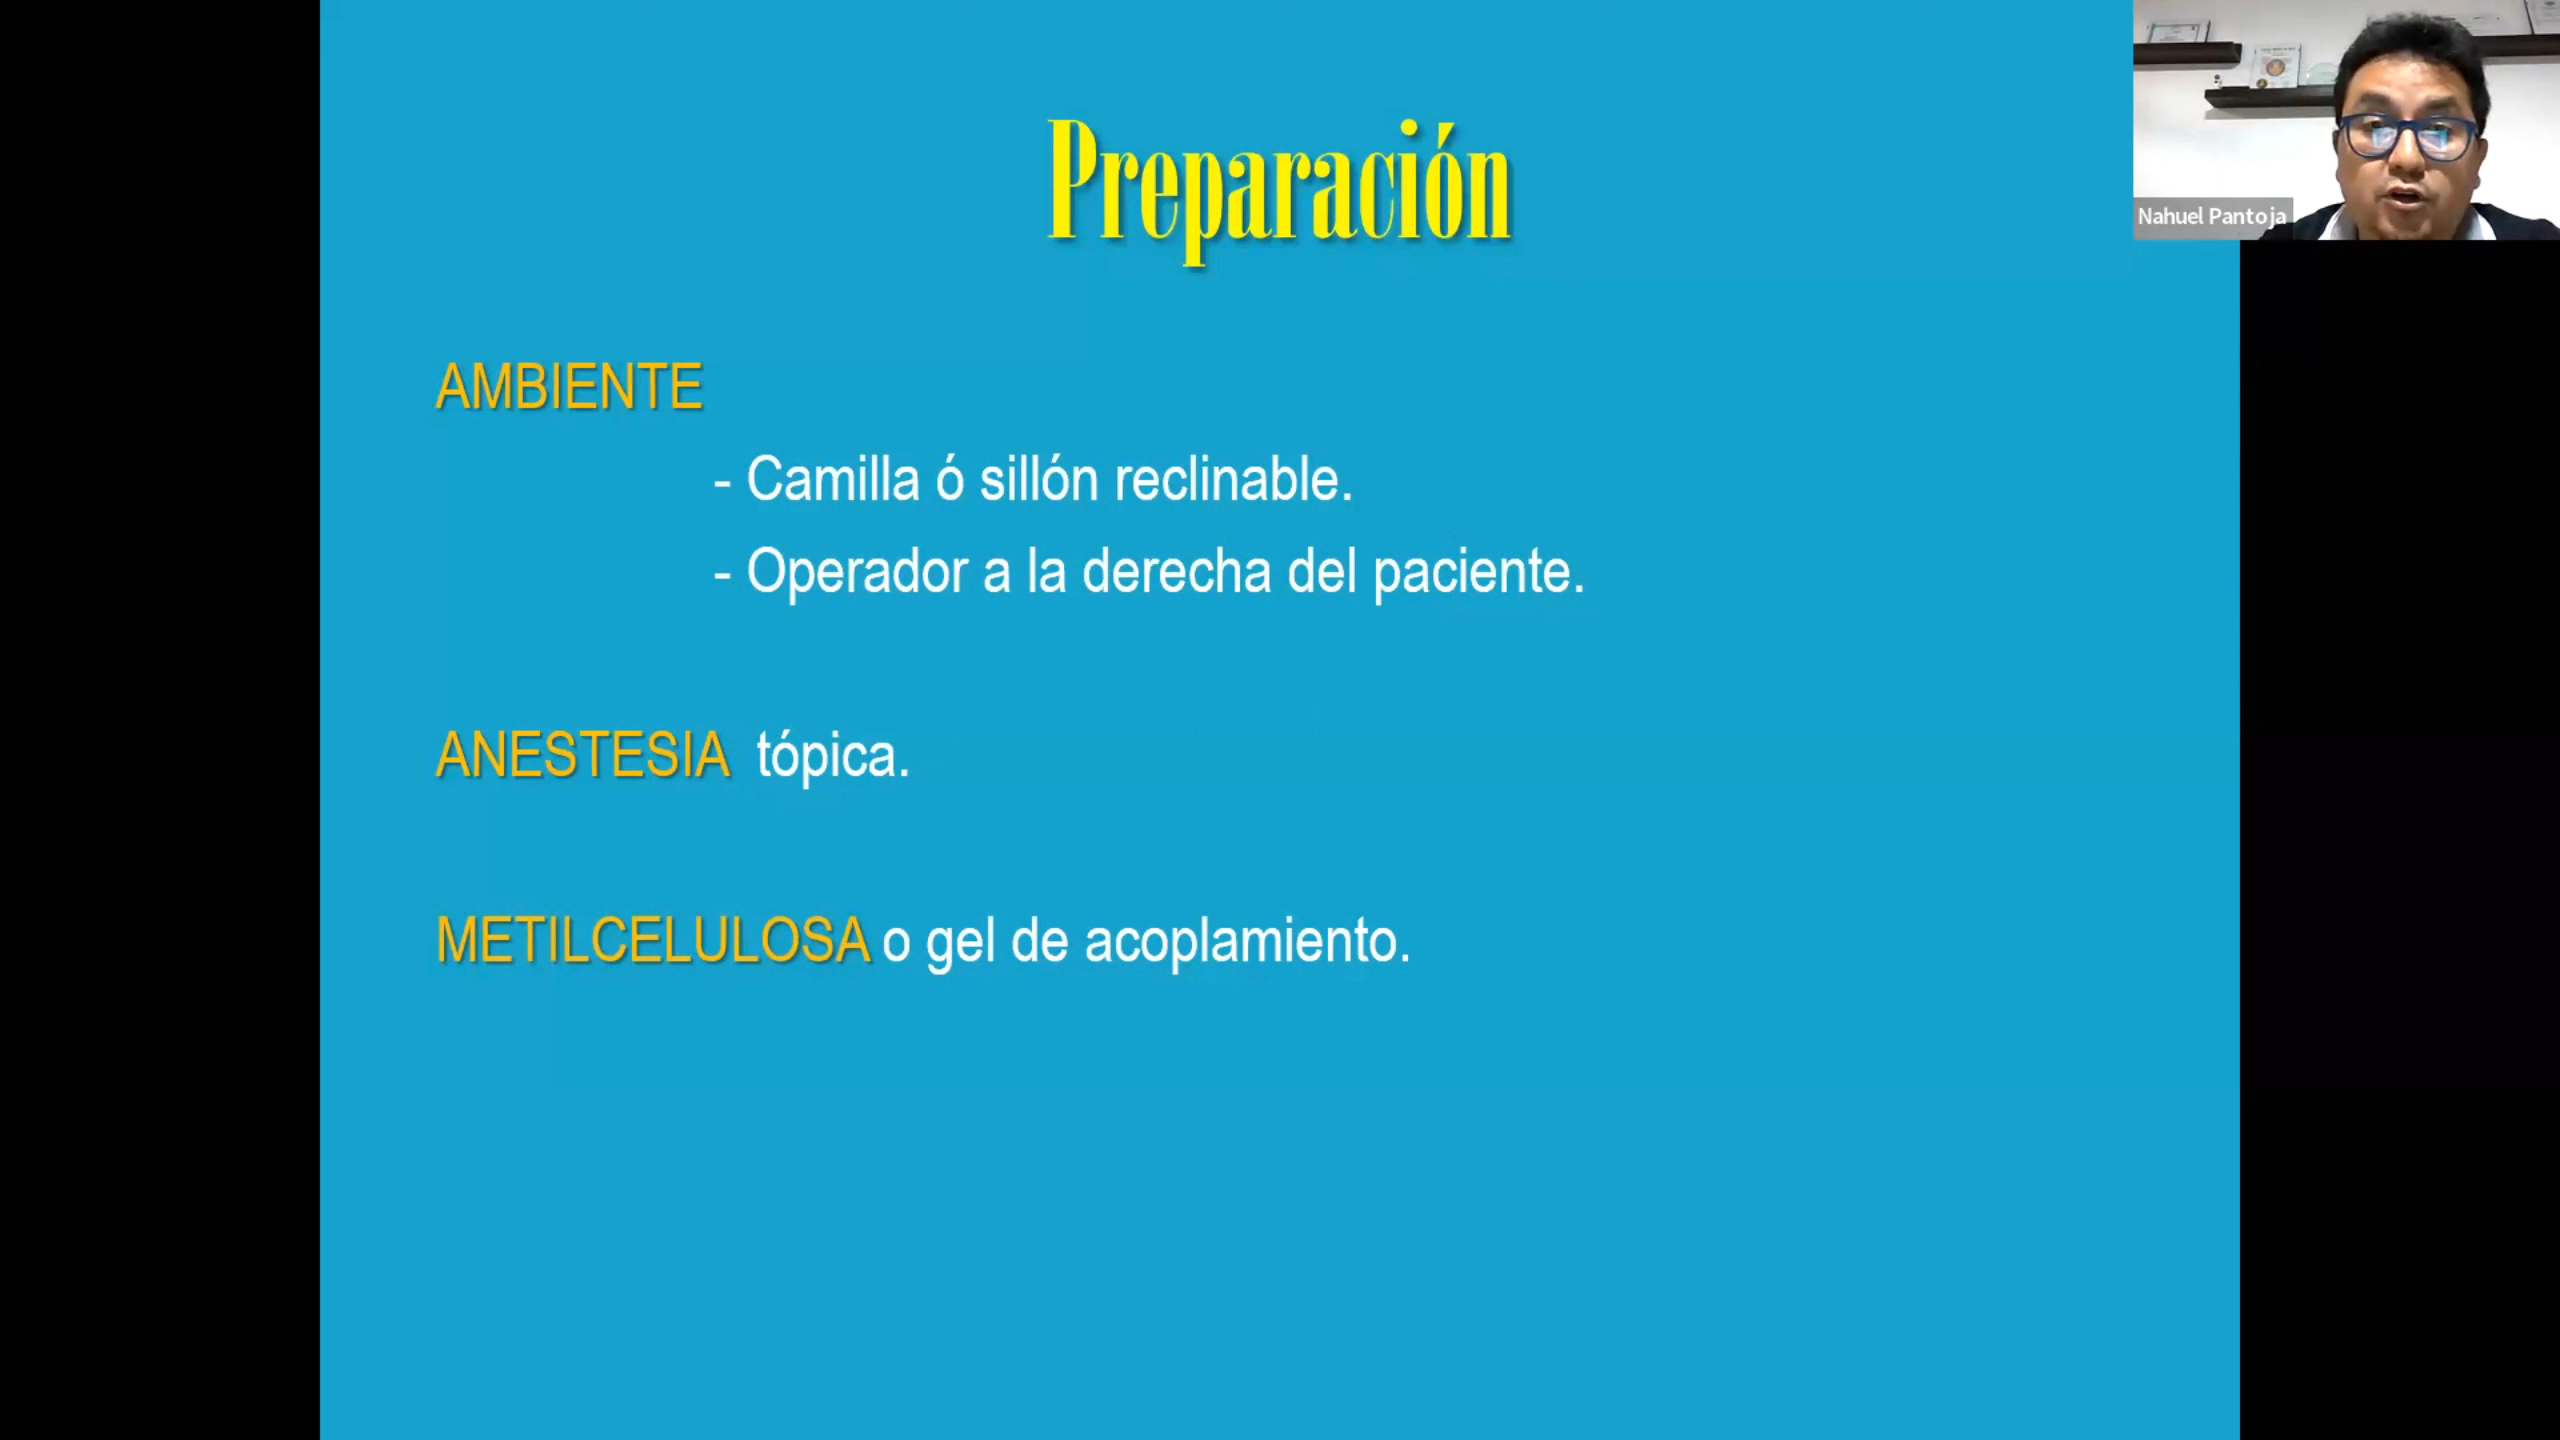 Preparación
Nahuel Pantoja
AMBIENTE
- Camilla ó sillón reclinable.
- Operador a la derecha del paciente.
ANESTESIA tópica.
METILCELULOSA o gel de acoplamiento.